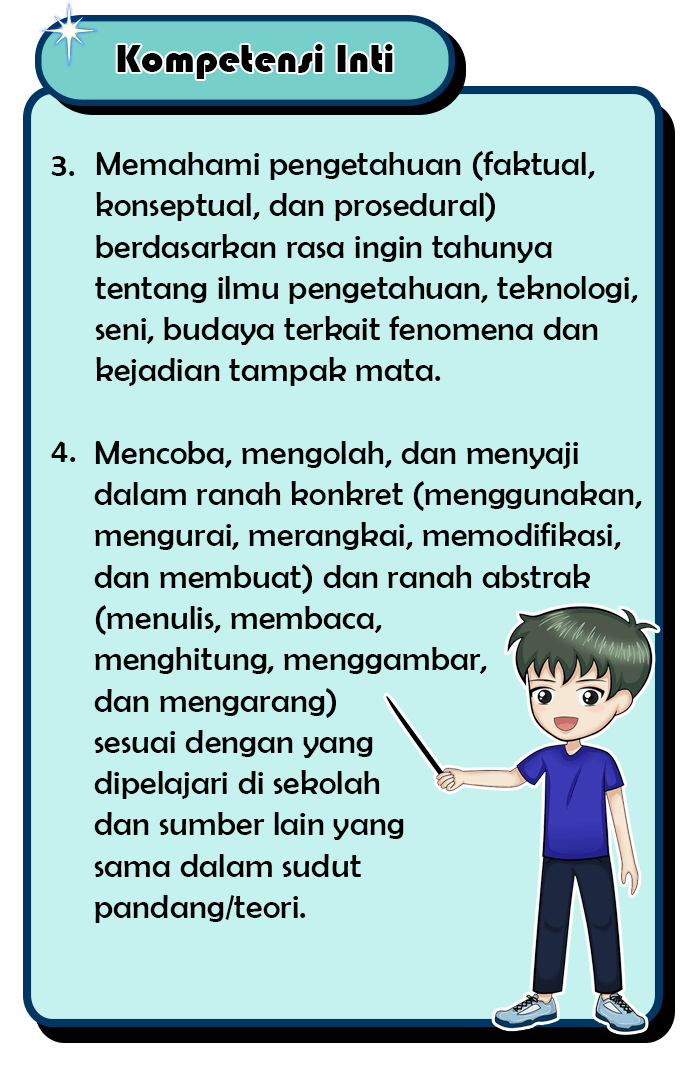 Kompetensi Inti
3. Memahami pengetahuan (faktual,
konseptual, dan prosedural)
berdasarkan rasa ingin tahunya
tentang ilmu pengetahuan, teknologi,
seni, budaya terkait fenomena dan
kejadian tampak mata.
4. Mencoba, mengolah, dan menyaji
dalam ranah konkret (menggunakan,
mengurai, merangkai, memodifikasi,
dan membuat) dan ranah abstrak
(menulis, membaca,
menghitung, menggambar,
dan mengarang)
sesuai dengan yang
dipelajari di sekolah
dan sumber lain yang
sama dalam sudut
pandang/teori.